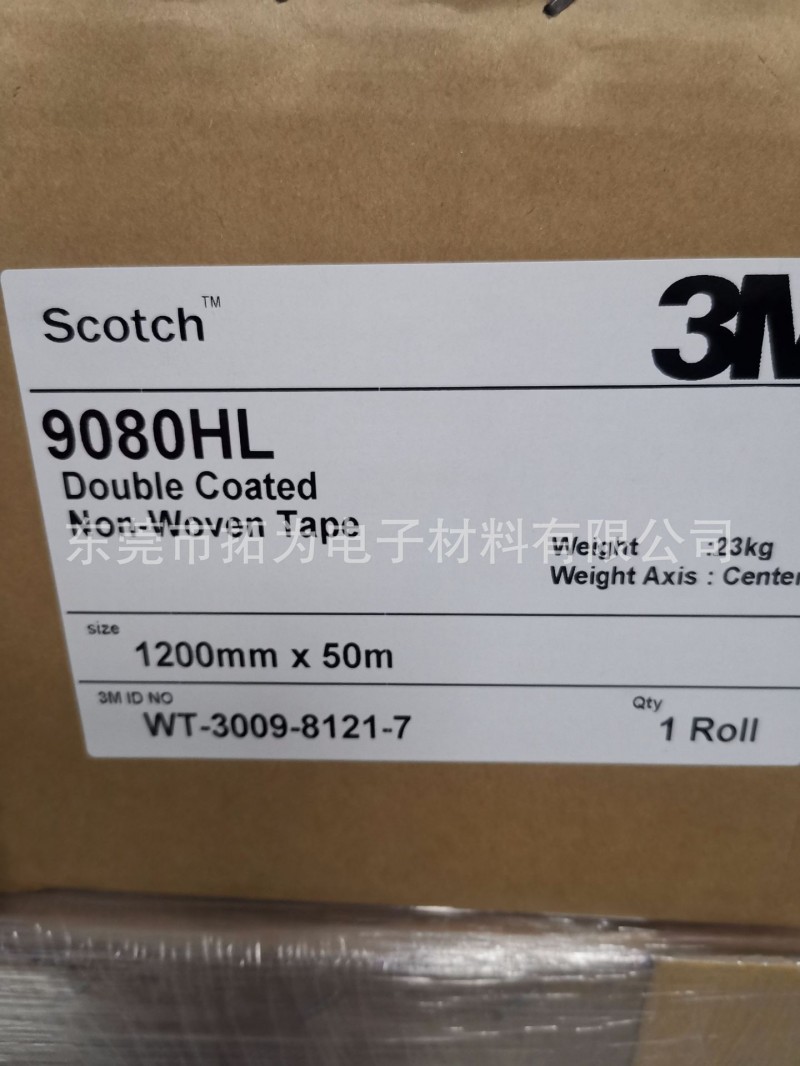 Scotch™
3M
9080HL
Double Coated
Non-Woven Tape
东莞市拓为电子材料有限公司
Weight :23kg
Weight Axis : Center
size
1200mm x 50m
3M ID NO
WT-3009-8121-7
Qty
1 Roll